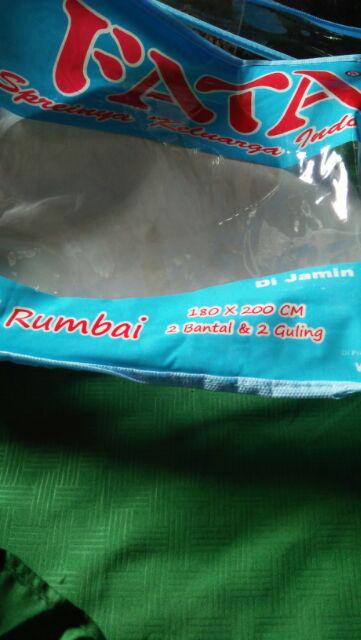 FATA
Spreinya Keluarga Indo
Di Jamin
Rumbai
180 X 200 CM
2 Bantal & 2 Guling